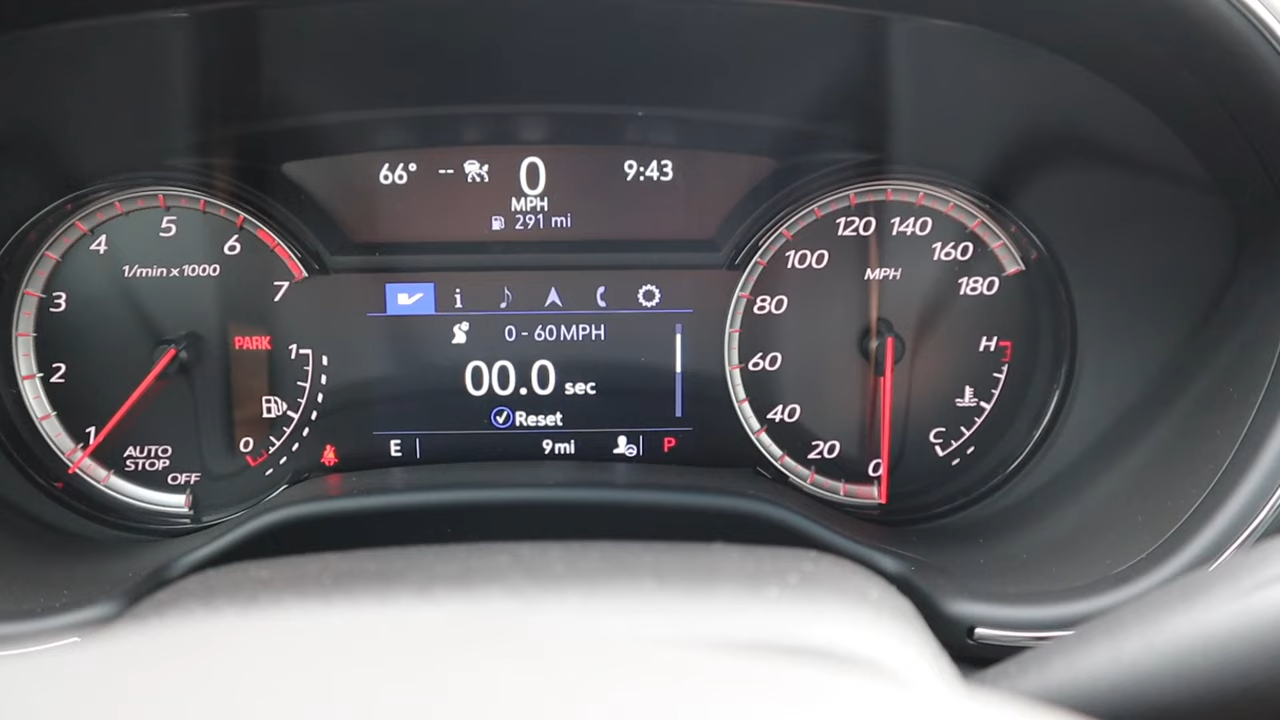 66° -- 0 9:43
MPH
291 mi
1 2 3 4 5 6 7
1/min x 1000
PARK
1
0
AUTO
STOP
OFF
i
0 - 60 MPH
00.0 sec
Reset
E 9 mi P
0 20 40 60 80 100 120 140 160 180
MPH
H
C